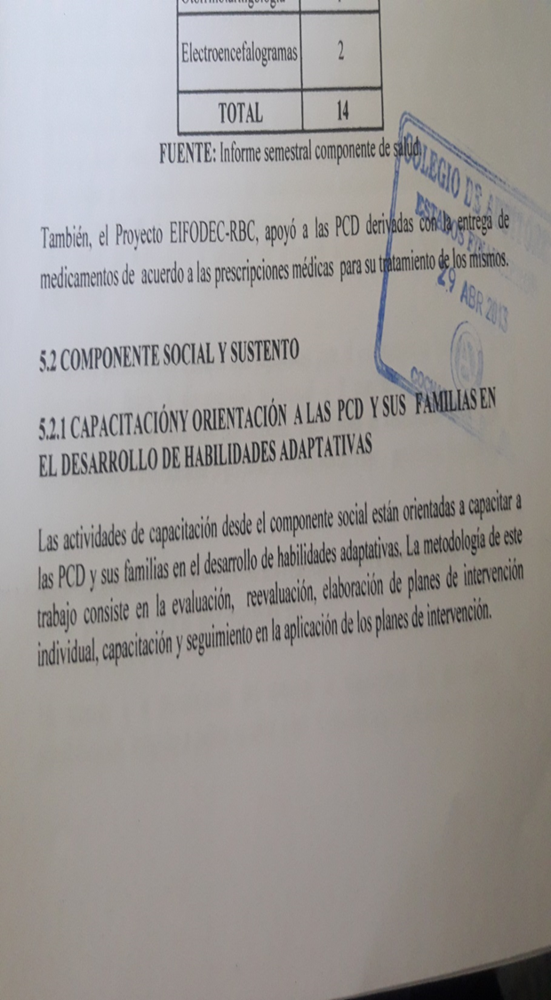 Electroencefalogramas 2
TOTAL 14
FUENTE: Informe semestral componente de salud.
También, el Proyecto EIFODEC-RBC, apoyó a las PCD derivadas con la entrega de
medicamentos de acuerdo a las prescripciones médicas para su tratamiento de los mismos.
COLEGIO DE
ESTADOS
29 ABR 2013
5.2 COMPONENTE SOCIAL Y SUSTENTO
5.2.1 CAPACITACIÓNY ORIENTACIÓN A LAS PCD Y SUS FAMILIAS EN
EL DESARROLLO DE HABILIDADES ADAPTATIVAS
Las actividades de capacitación desde el componente social están orientadas a capacitar a
las PCD y sus familias en el desarrollo de habilidades adaptativas. La metodología de este
trabajo consiste en la evaluación, reevaluación, elaboración de planes de intervención
individual, capacitación y seguimiento en la aplicación de los planes de intervención.